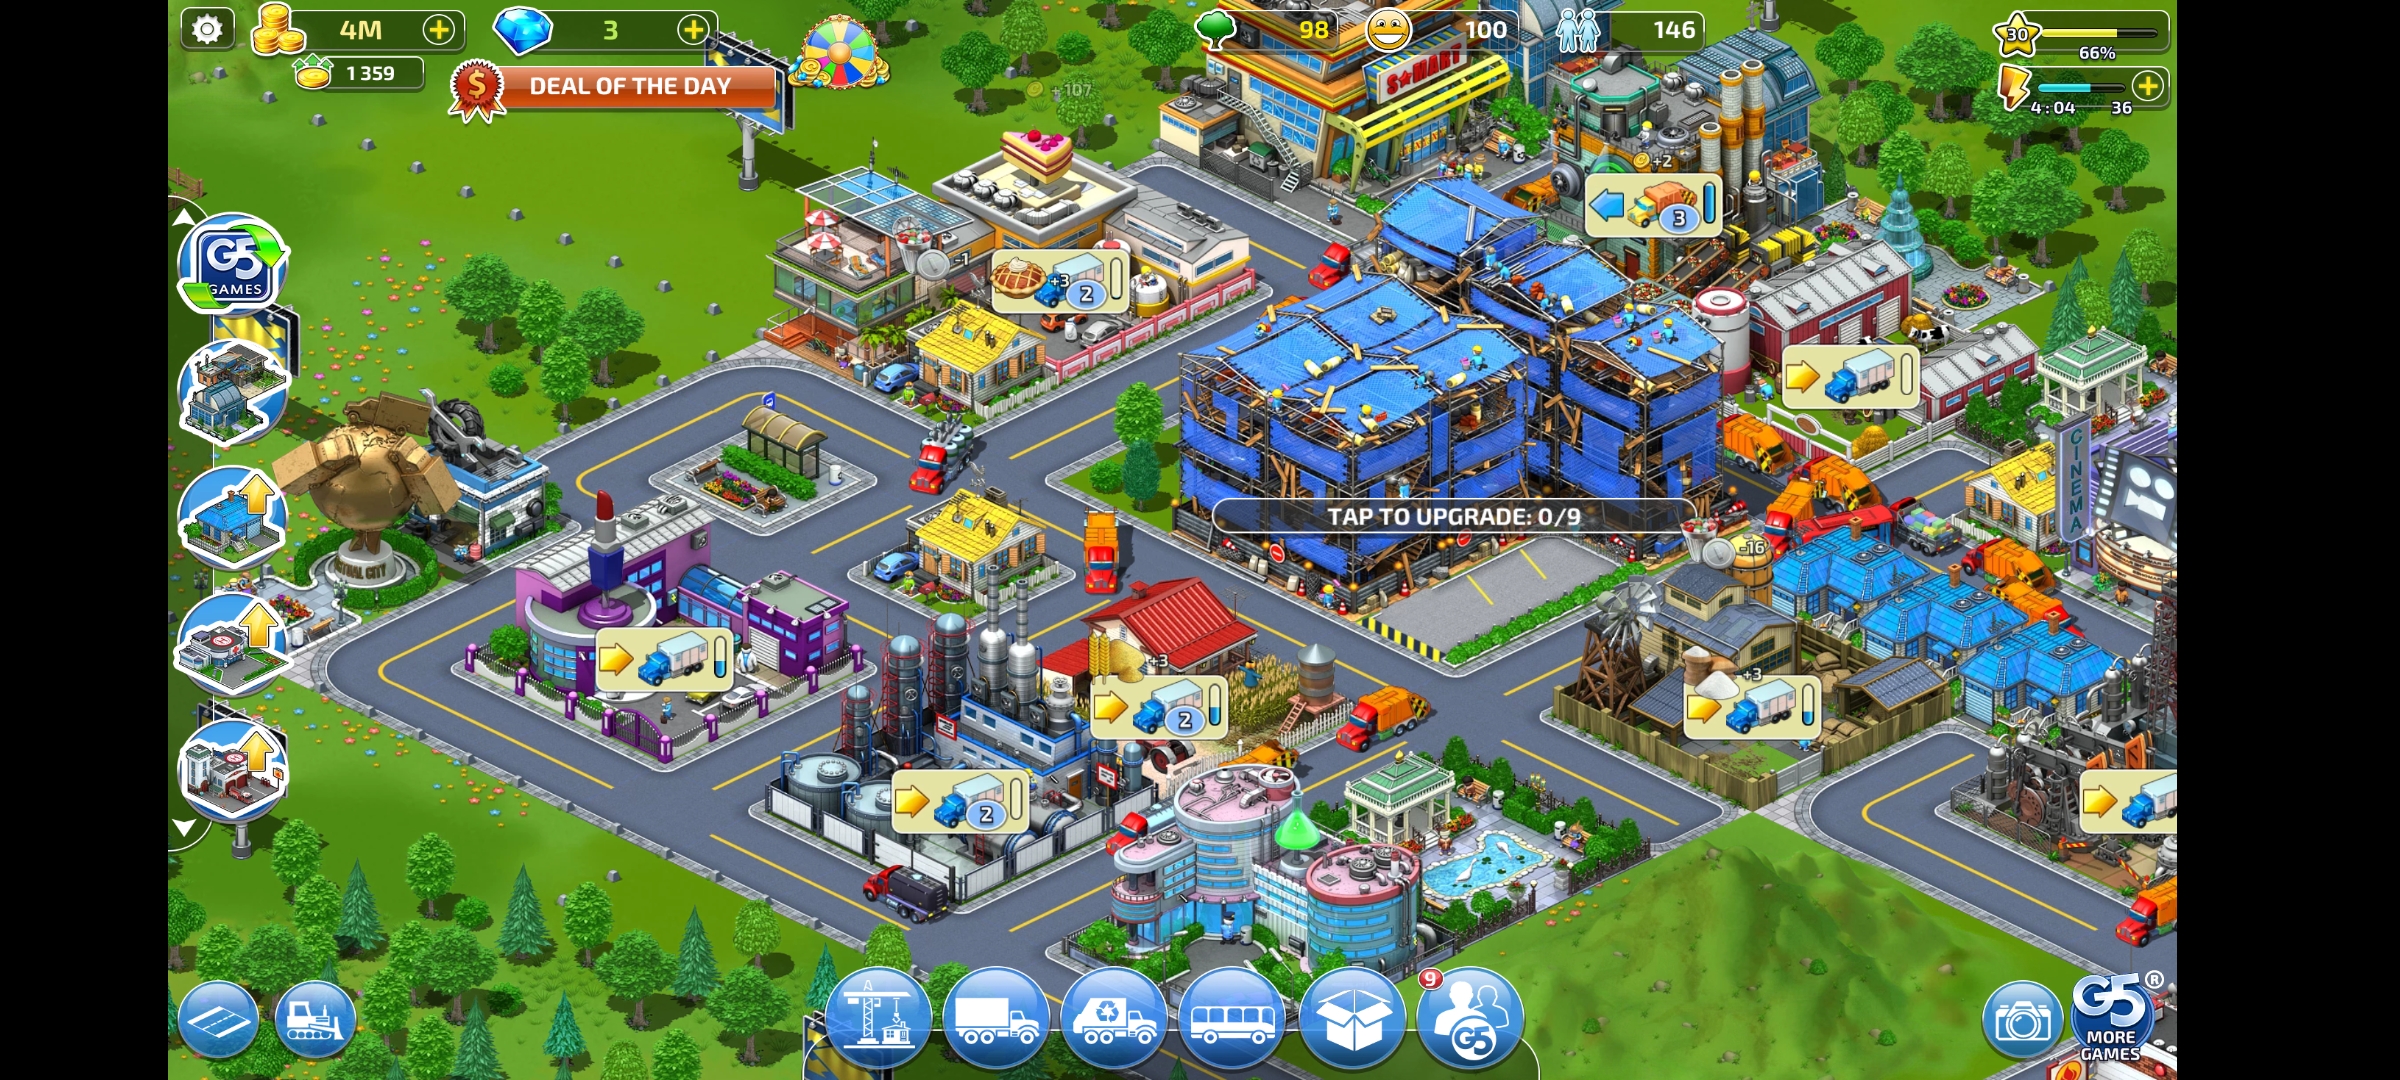 4M
3
98
100
146
30
66%
1 359
DEAL OF THE DAY
+107
S★MART
4:04
36
+2
3
-1
+3
2
G5
GAMES
CINEMA
TAP TO UPGRADE: 0/9
-16
+3
2
+3
2
9
G5
G5
®
MORE
GAMES